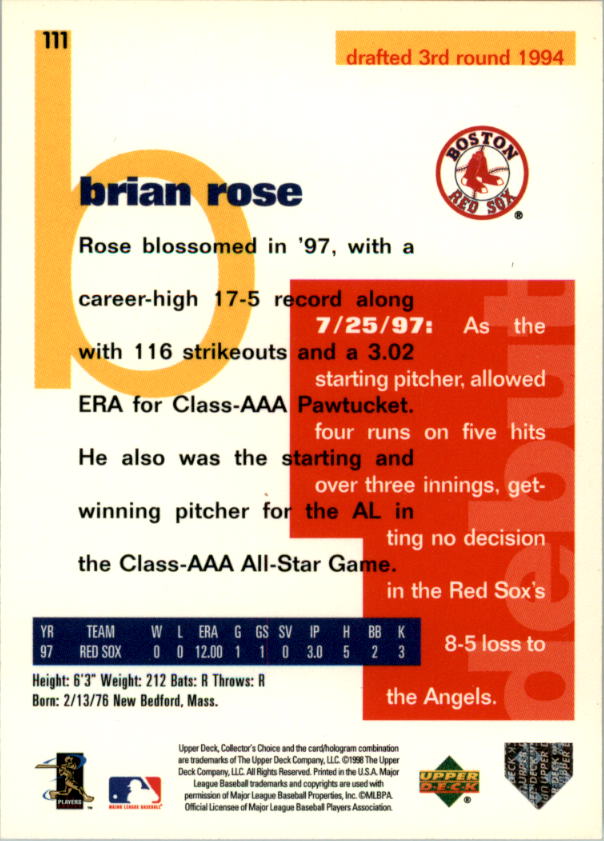 111
drafted 3rd round 1994
BOSTON
RED SOX
®
brian rose
Rose blossomed in '97, with a
career-high 17-5 record along
with 116 strikeouts and a 3.02
ERA for Class-AAA Pawtucket.
He also was the starting and
winning pitcher for the AL in
the Class-AAA All-Star Game.
b
debut
7/25/97: As the
starting pitcher, allowed
four runs on five hits
over three innings, get-
ting no decision
in the Red Sox's
8-5 loss to
the Angels.
YR TEAM W L ERA G GS SV IP H BB K
97 RED SOX 0 0 12.00 1 1 0 3.0 5 2 3
Height: 6'3" Weight: 212 Bats: R Throws: R
Born: 2/13/76 New Bedford, Mass.
PLAYERS
TM
MAJOR LEAGUE BASEBALL
Upper Deck, Collector's Choice and the card/hologram combination
are trademarks of The Upper Deck Company, LLC. ©1998 The Upper
Deck Company, LLC. All Rights Reserved. Printed in the U.S.A. Major
League Baseball trademarks and copyrights are used with
permission of Major League Baseball Properties, Inc. ©MLBPA.
Official Licensee of Major League Baseball Players Association.
UPPER
DECK
®
UPPER DECK